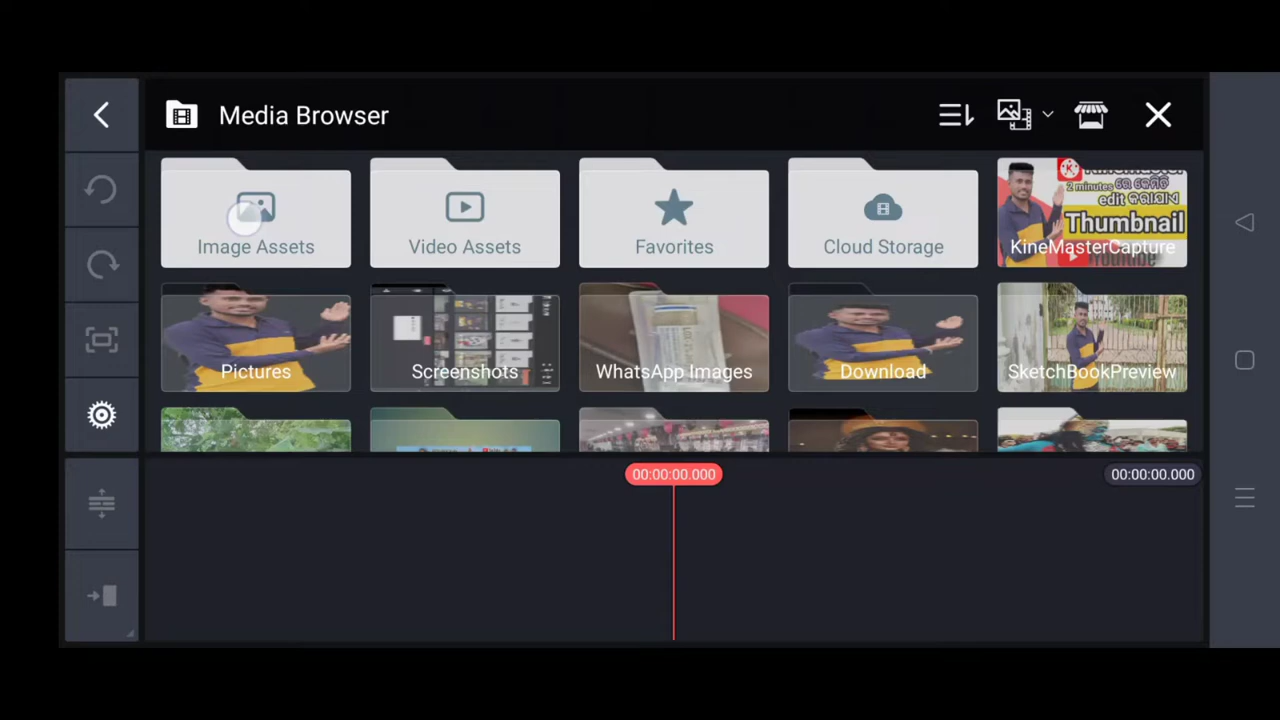 Media Browser
Image Assets
Video Assets
Favorites
Cloud Storage
2 minutes ରେ କେମିତି
edit କରାଯାଏ
Thumbnail
KineMasterCapture
Pictures
Screenshots
WhatsApp Images
Download
SketchBookPreview
00:00:00.000
00:00:00.000